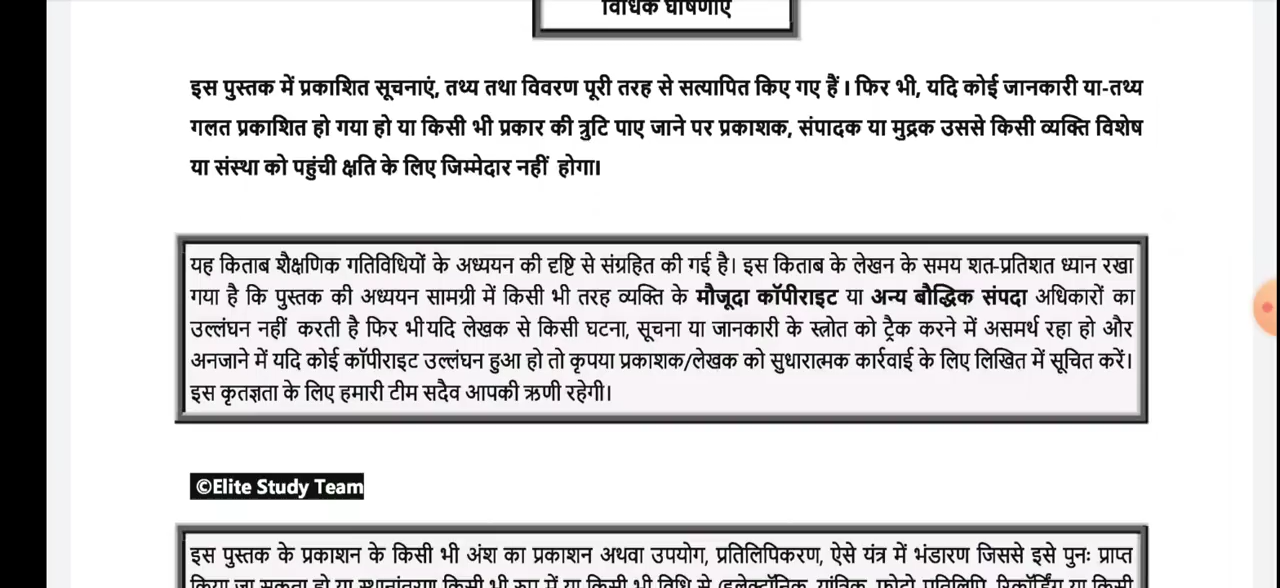 विधिक घोषणाएं
इस पुस्तक में प्रकाशित सूचनाएं, तथ्य तथा विवरण पूरी तरह से सत्यापित किए गए हैं। फिर भी, यदि कोई जानकारी या-तथ्य
गलत प्रकाशित हो गया हो या किसी भी प्रकार की त्रुटि पाए जाने पर प्रकाशक, संपादक या मुद्रक उससे किसी व्यक्ति विशेष
या संस्था को पहुंची क्षति के लिए जिम्मेदार नहीं होगा।
यह किताब शैक्षणिक गतिविधियों के अध्ययन की दृष्टि से संग्रहित की गई है। इस किताब के लेखन के समय शत-प्रतिशत ध्यान रखा
गया है कि पुस्तक की अध्ययन सामग्री में किसी भी तरह व्यक्ति के मौजूदा कॉपीराइट या अन्य बौद्धिक संपदा अधिकारों का
उल्लंघन नहीं करती है फिर भीयदि लेखक से किसी घटना, सूचना या जानकारी के स्त्रोत को ट्रैक करने में असमर्थ रहा हो और
अनजाने में यदि कोई कॉपीराइट उल्लंघन हुआ हो तो कृपया प्रकाशक/लेखक को सुधारात्मक कार्रवाई के लिए लिखित में सूचित करें।
इस कृतज्ञता के लिए हमारी टीम सदैव आपकी ऋणी रहेगी।
©Elite Study Team
इस पुस्तक के प्रकाशन के किसी भी अंश का प्रकाशन अथवा उपयोग, प्रतिलिपिकरण, ऐसे यंत्र में भंडारण जिससे इसे पुनः प्राप्त
किया जा सकता हो या स्थानांतरण किसी भी रूप में या किसी भी विधि से (इलेक्ट्रॉनिक, यांत्रिक, फोटो प्रतिलिपि, रिकॉर्डिंग या किसी